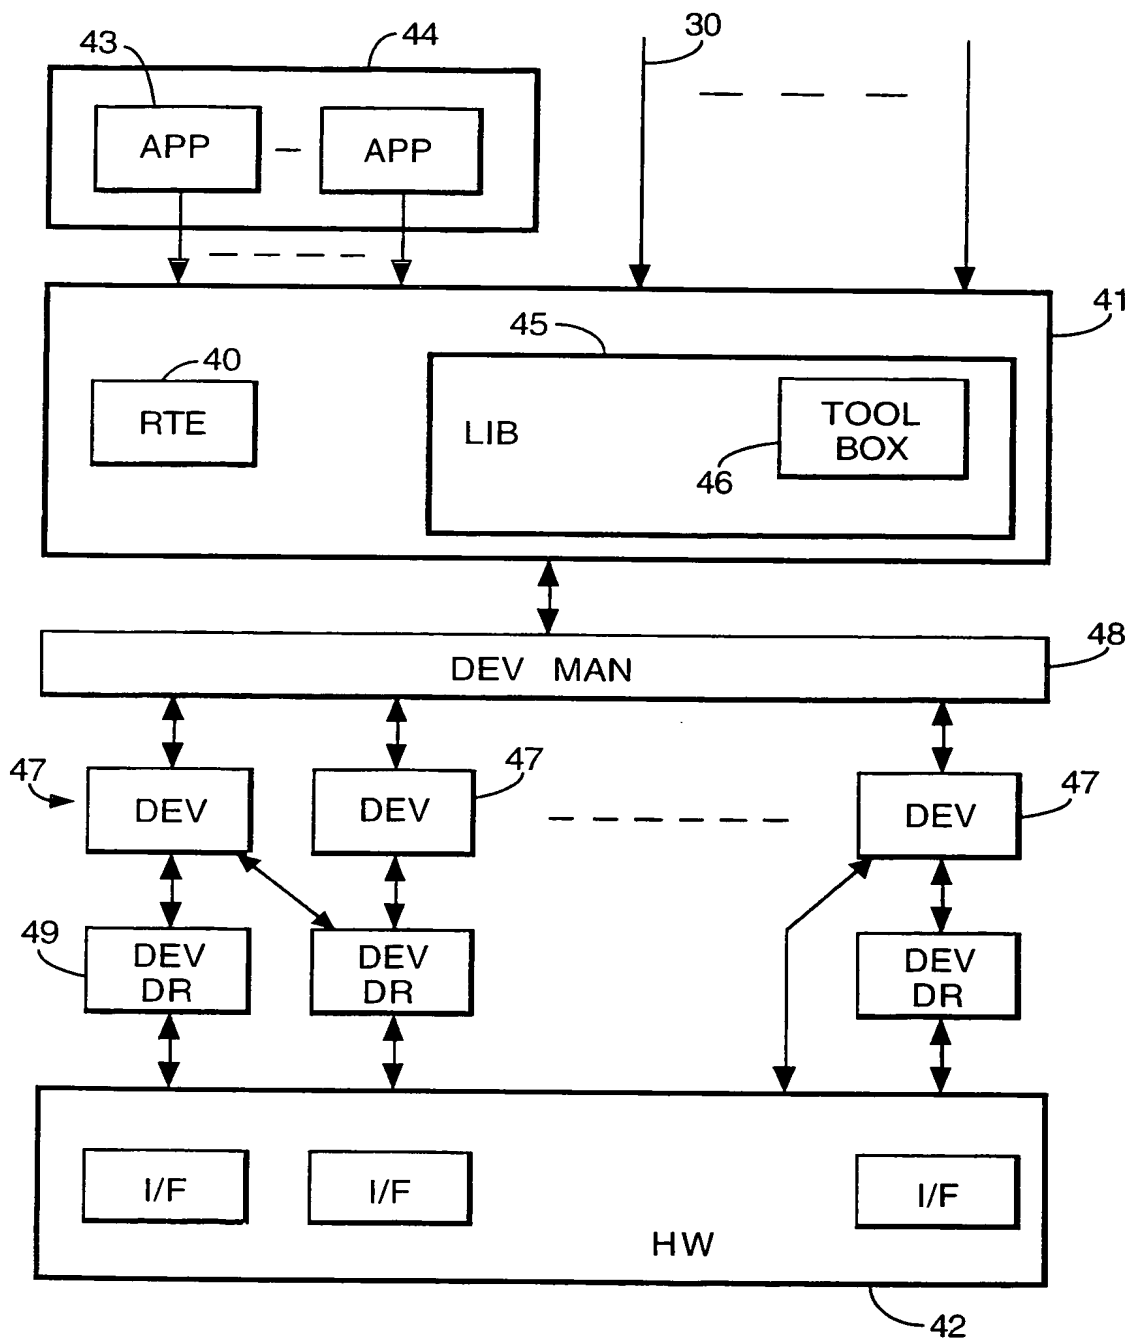 43
44
30
APP
APP
41
45
40
RTE
LIB
TOOL
BOX
46
48
DEV MAN
47
47
47
DEV
DEV
DEV
49
DEV
DR
DEV
DR
DEV
DR
I/F
I/F
I/F
HW
42